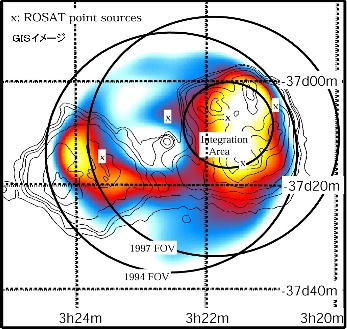 x: ROSAT point sources
GISイメージ
-37d00m
x
x
x
Integration
Area
x
x
-37d20m
1997 FOV
1994 FOV
-37d40m
3h24m
3h22m
3h20m